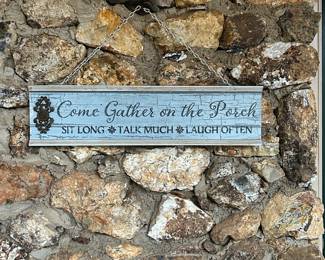 Come Gather on the Porch
SIT LONG ❋ TALK MUCH ❋ LAUGH OFTEN